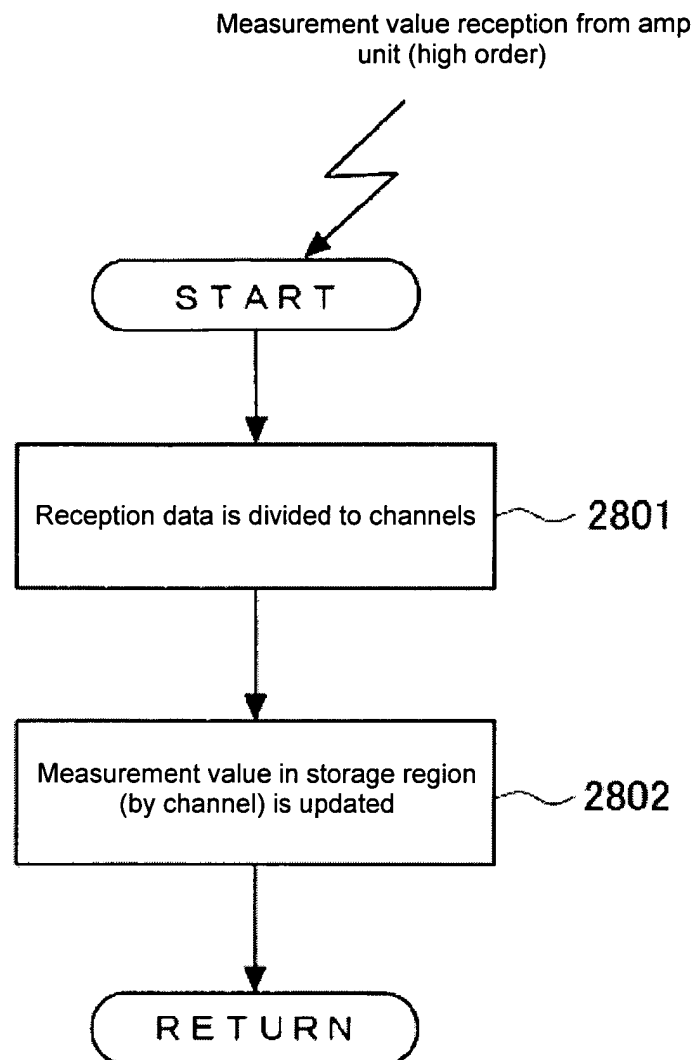 Measurement value reception from amp
unit (high order)
START
Reception data is divided to channels
2801
Measurement value in storage region
(by channel) is updated
2802
RETURN